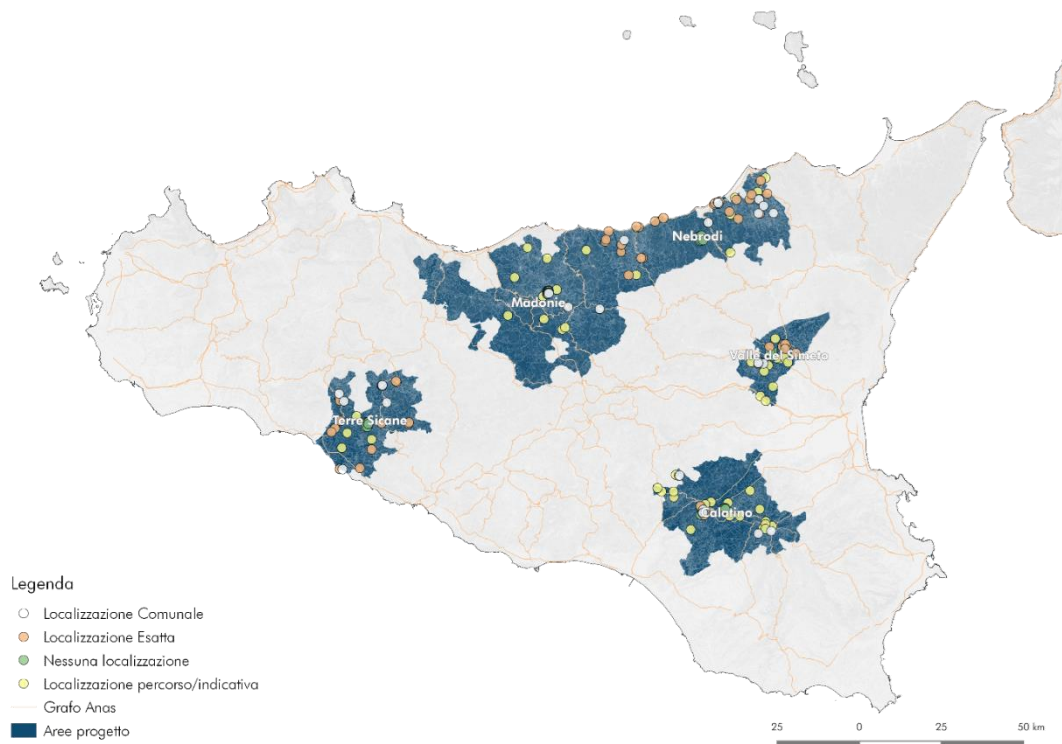 Nebrodi
Madonie
Valle del Simeto
Terre Sicane
Calatino
Legenda
Localizzazione Comunale
Localizzazione Esatta
Nessuna localizzazione
Localizzazione percorso/indicativa
Grafo Anas
Aree progetto
25 0 25 50 km